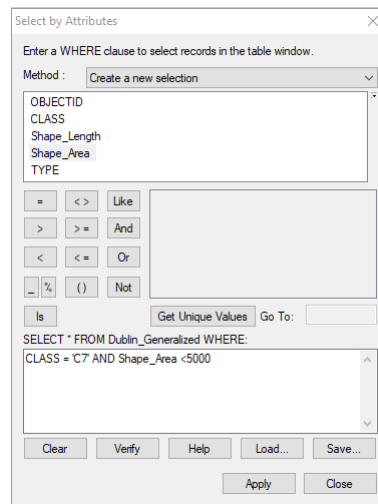 Select by Attributes
Enter a WHERE clause to select records in the table window.
Method : Create a new selection
OBJECTID
CLASS
Shape_Length
Shape_Area
TYPE
= < > Like
> > = And
< < = Or
_ % ( ) Not
Is Get Unique Values Go To:
SELECT * FROM Dublin_Generalized WHERE:
CLASS = 'C7' AND Shape_Area <5000
Clear Verify Help Load... Save...
Apply Close